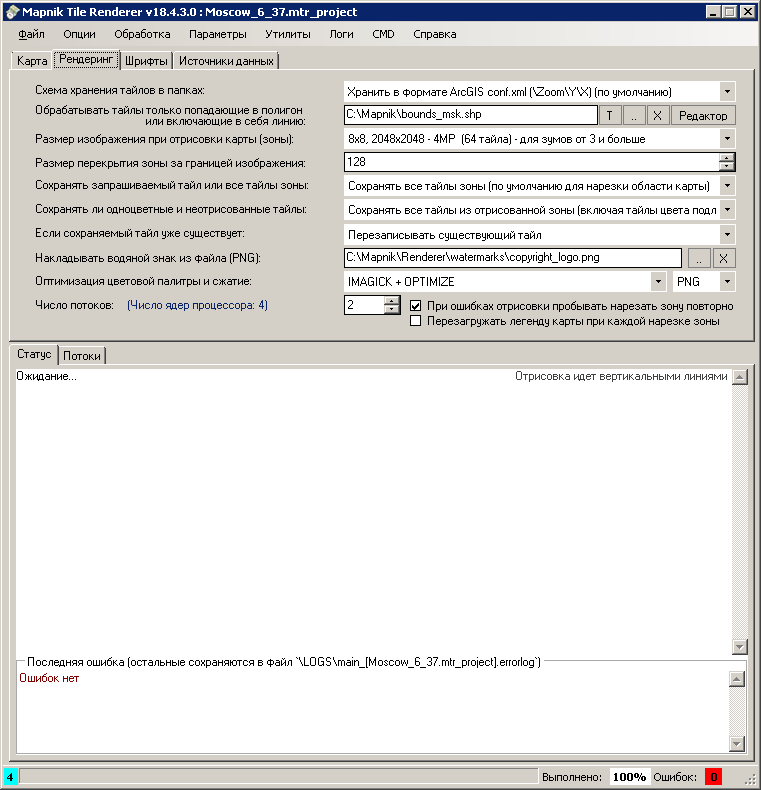 Mapnik Tile Renderer v18.4.3.0 : Moscow_6_37.mtr_project
Файл Опции Обработка Параметры Утилиты Логи CMD Справка
Карта Рендеринг Шрифты Источники данных
Схема хранения тайлов в папках: Хранить в формате ArcGIS conf.xml (\Zoom\Y\X) (по умолчанию)
Обрабатывать тайлы только попадающие в полигон
или включающие в себя линию: C:\Mapnik\bounds_msk.shp T .. X Редактор
Размер изображения при отрисовки карты (зоны): 8x8, 2048x2048 - 4MP (64 тайла) - для зумов от 3 и больше
Размер перекрытия зоны за границей изображения: 128
Сохранять запрашиваемый тайл или все тайлы зоны: Сохранять все тайлы зоны (по умолчанию для нарезки области карты)
Сохранять ли одноцветные и неотрисованные тайлы: Сохранять все тайлы из отрисованной зоны (включая тайлы цвета подл
Если сохраняемый тайл уже существует: Перезаписывать существующий тайл
Накладывать водяной знак из файла (PNG): C:\Mapnik\Renderer\watermarks\copyright_logo.png .. X
Оптимизация цветовой палитры и сжатие: IMAGICK + OPTIMIZE PNG
Число потоков: (Число ядер процессора: 4) 2 При ошибках отрисовки пробывать нарезать зону повторно
Перезагружать легенду карты при каждой нарезке зоны
Статус Потоки
Ожидание... Отрисовка идет вертикальными линиями
Последняя ошибка (остальные сохраняются в файл `\LOGS\main_[Moscow_6_37.mtr_project].errorlog`)
Ошибок нет
4 Выполнено: 100% Ошибок: 0